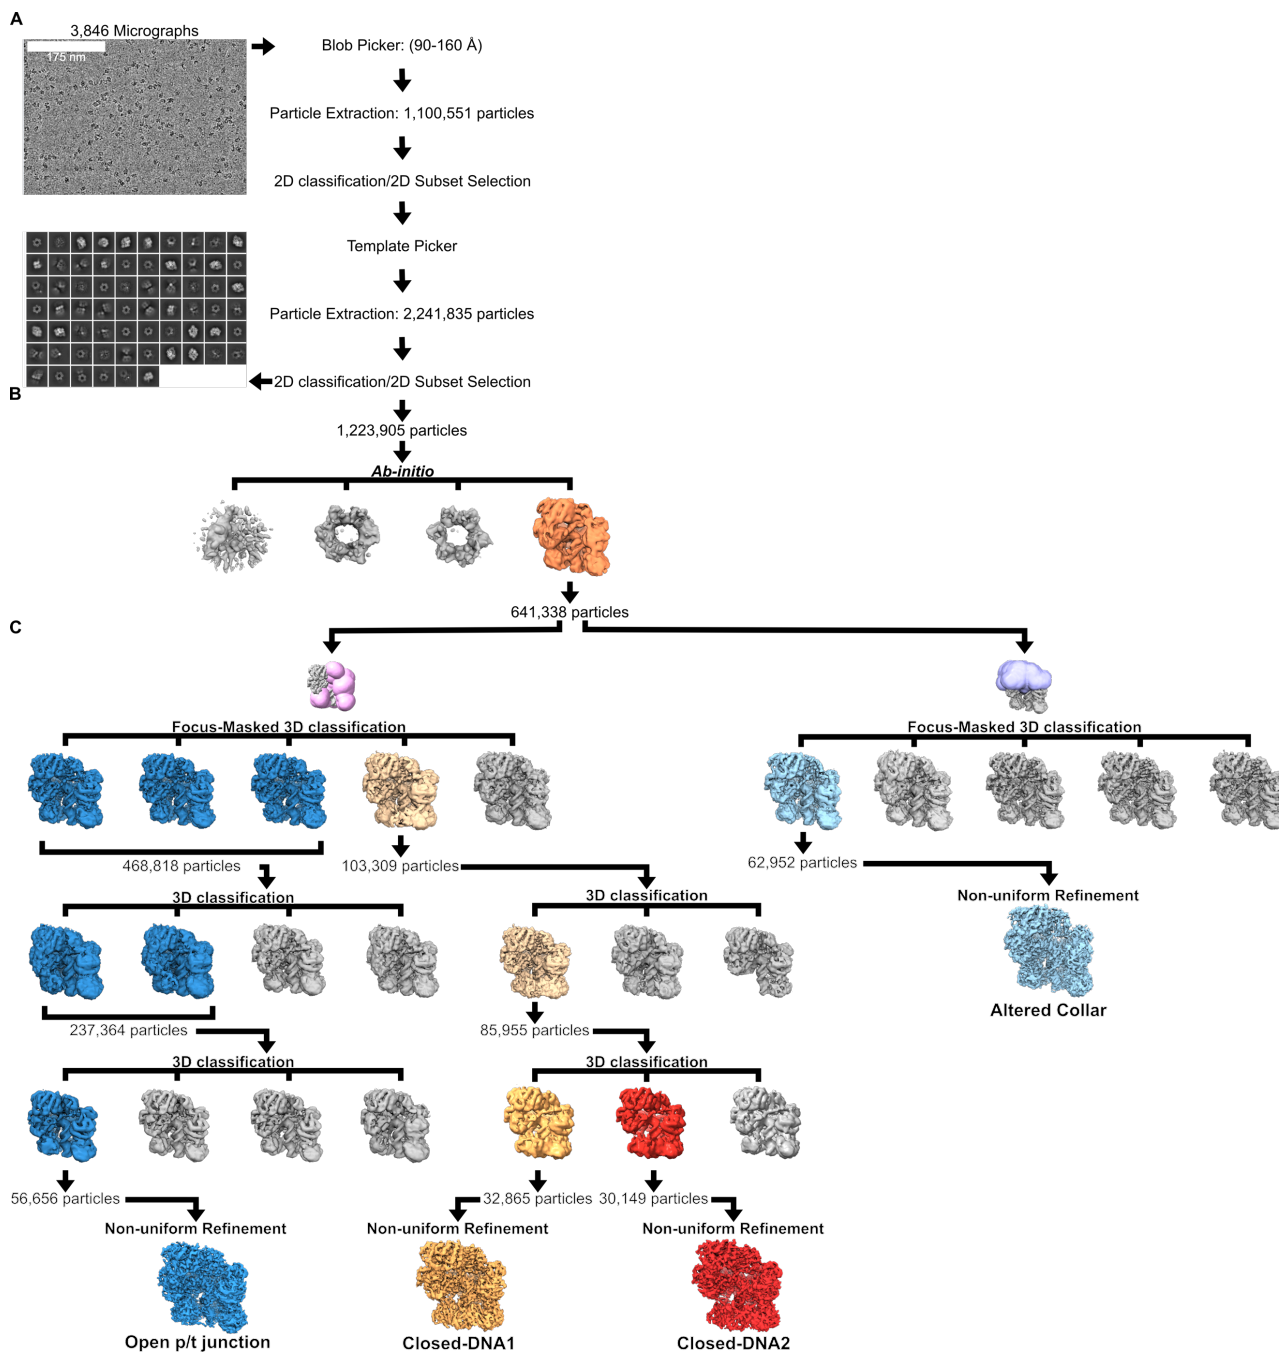 A
3,846 Micrographs
175 nm
Blob Picker: (90-160 Å)
Particle Extraction: 1,100,551 particles
2D classification/2D Subset Selection
Template Picker
Particle Extraction: 2,241,835 particles
2D classification/2D Subset Selection
B
1,223,905 particles
Ab-initio
641,338 particles
C
Focus-Masked 3D classification
Focus-Masked 3D classification
468,818 particles
103,309 particles
62,952 particles
3D classification
3D classification
Non-uniform Refinement
Altered Collar
237,364 particles
85,955 particles
3D classification
3D classification
56,656 particles
32,865 particles
30,149 particles
Non-uniform Refinement
Non-uniform Refinement
Non-uniform Refinement
Open p/t junction
Closed-DNA1
Closed-DNA2